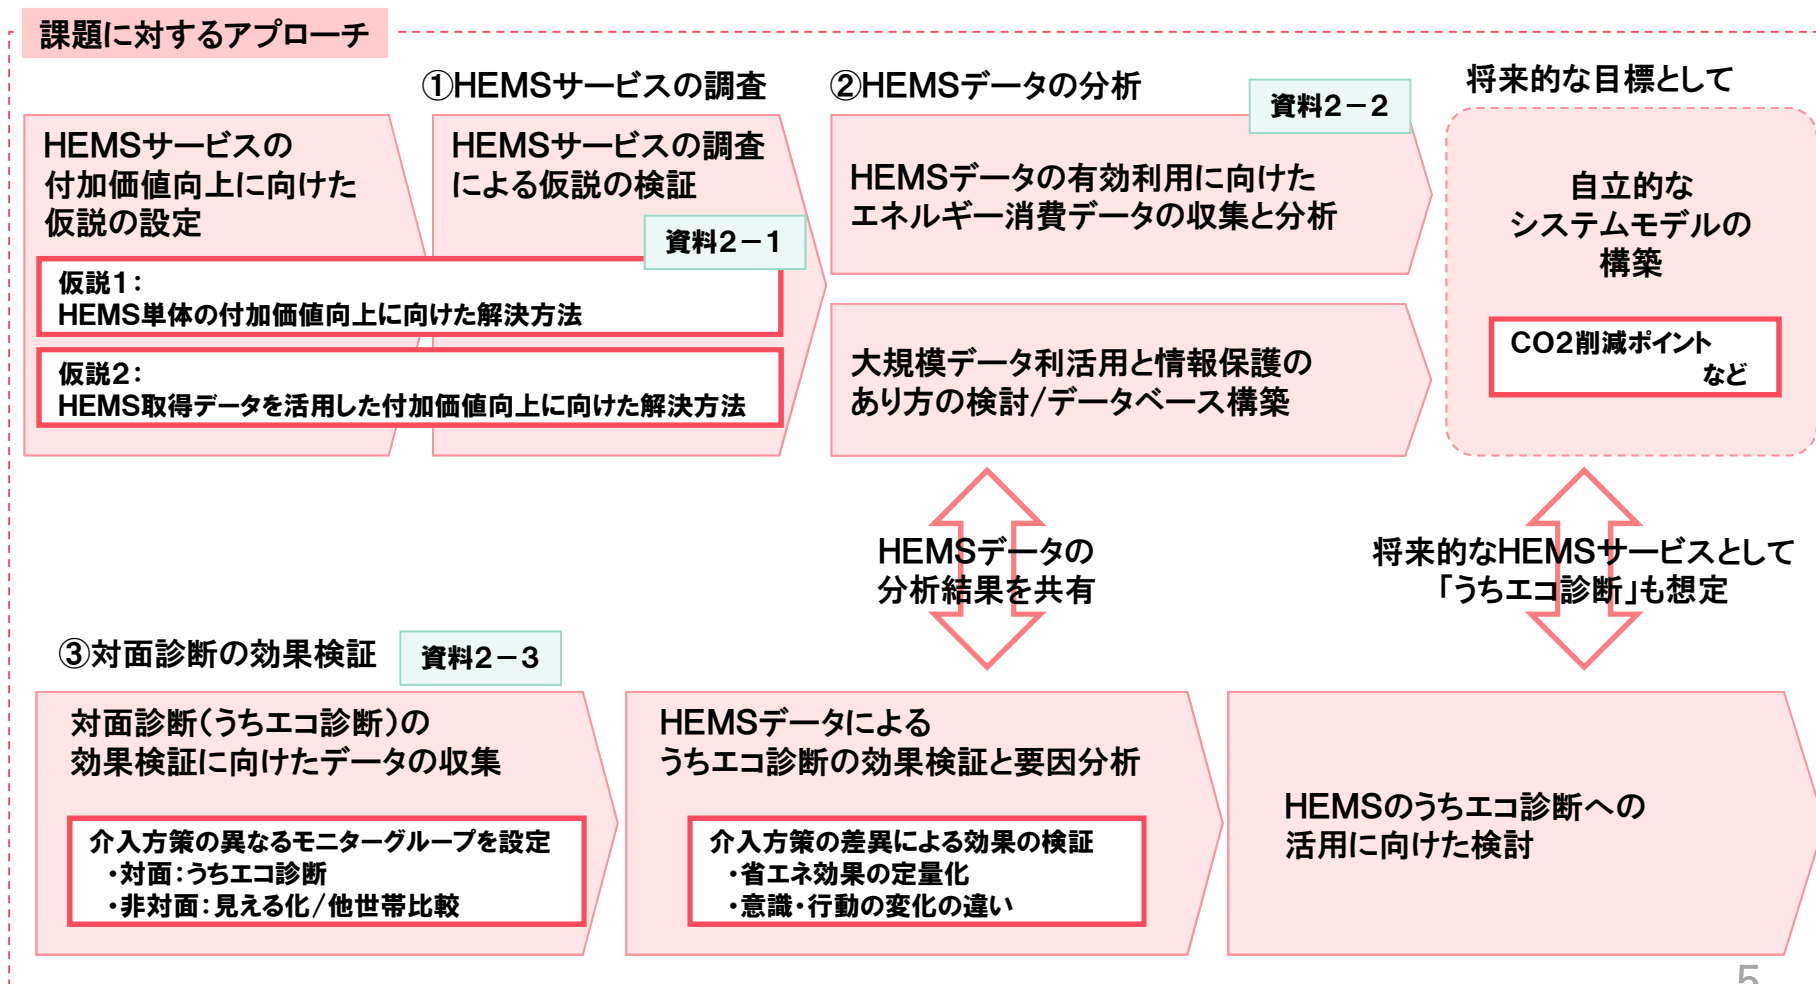 課題に対するアプローチ
①HEMSサービスの調査
②HEMSデータの分析
資料2-2
将来的な目標として
HEMSサービスの
付加価値向上に向けた
仮説の設定
HEMSサービスの調査
による仮説の検証
資料2-1
仮説1:
HEMS単体の付加価値向上に向けた解決方法
仮説2:
HEMS取得データを活用した付加価値向上に向けた解決方法
HEMSデータの有効利用に向けた
エネルギー消費データの収集と分析
大規模データ利活用と情報保護の
あり方の検討/データベース構築
自立的な
システムモデルの
構築
CO2削減ポイント
など
HEMSデータの
分析結果を共有
将来的なHEMSサービスとして
「うちエコ診断」も想定
③対面診断の効果検証
資料2-3
対面診断(うちエコ診断)の
効果検証に向けたデータの収集
介入方策の異なるモニターグループを設定
・対面:うちエコ診断
・非対面:見える化/他世帯比較
HEMSデータによる
うちエコ診断の効果検証と要因分析
介入方策の差異による効果の検証
・省エネ効果の定量化
・意識・行動の変化の違い
HEMSのうちエコ診断への
活用に向けた検討
5